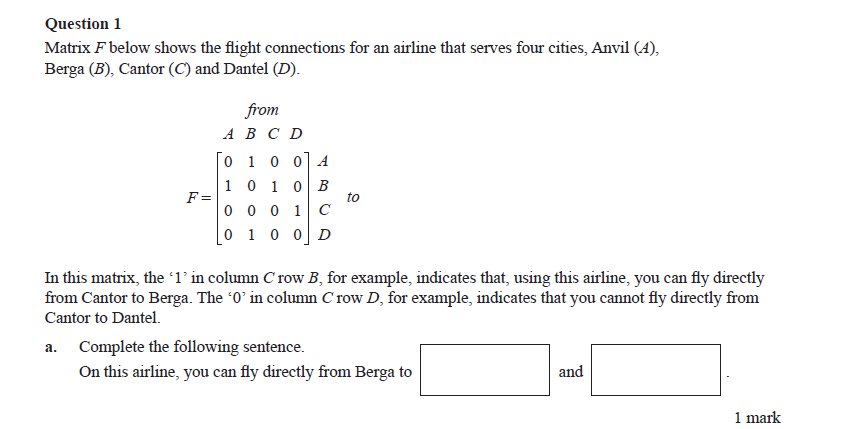 Question 1
Matrix F below shows the flight connections for an airline that serves four cities, Anvil (A),
Berga (B), Cantor (C) and Dantel (D).
from
A B C D
0 1 0 0 A
F = 1 0 1 0 B to
0 0 0 1 C
0 1 0 0 D
In this matrix, the ‘1’ in column C row B, for example, indicates that, using this airline, you can fly directly
from Cantor to Berga. The ‘0’ in column C row D, for example, indicates that you cannot fly directly from
Cantor to Dantel.
a. Complete the following sentence.
On this airline, you can fly directly from Berga to and .
1 mark